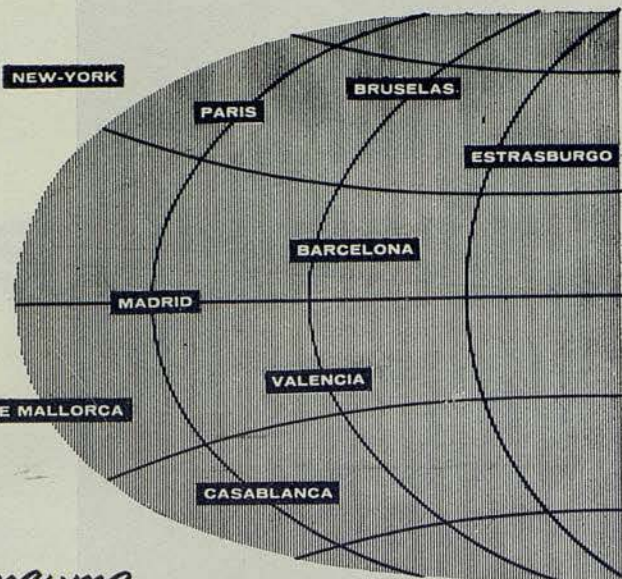 NEW-YORK
PARIS
BRUSELAS
ESTRASBURGO
BARCELONA
MADRID
VALENCIA
E MALLORCA
CASABLANCA